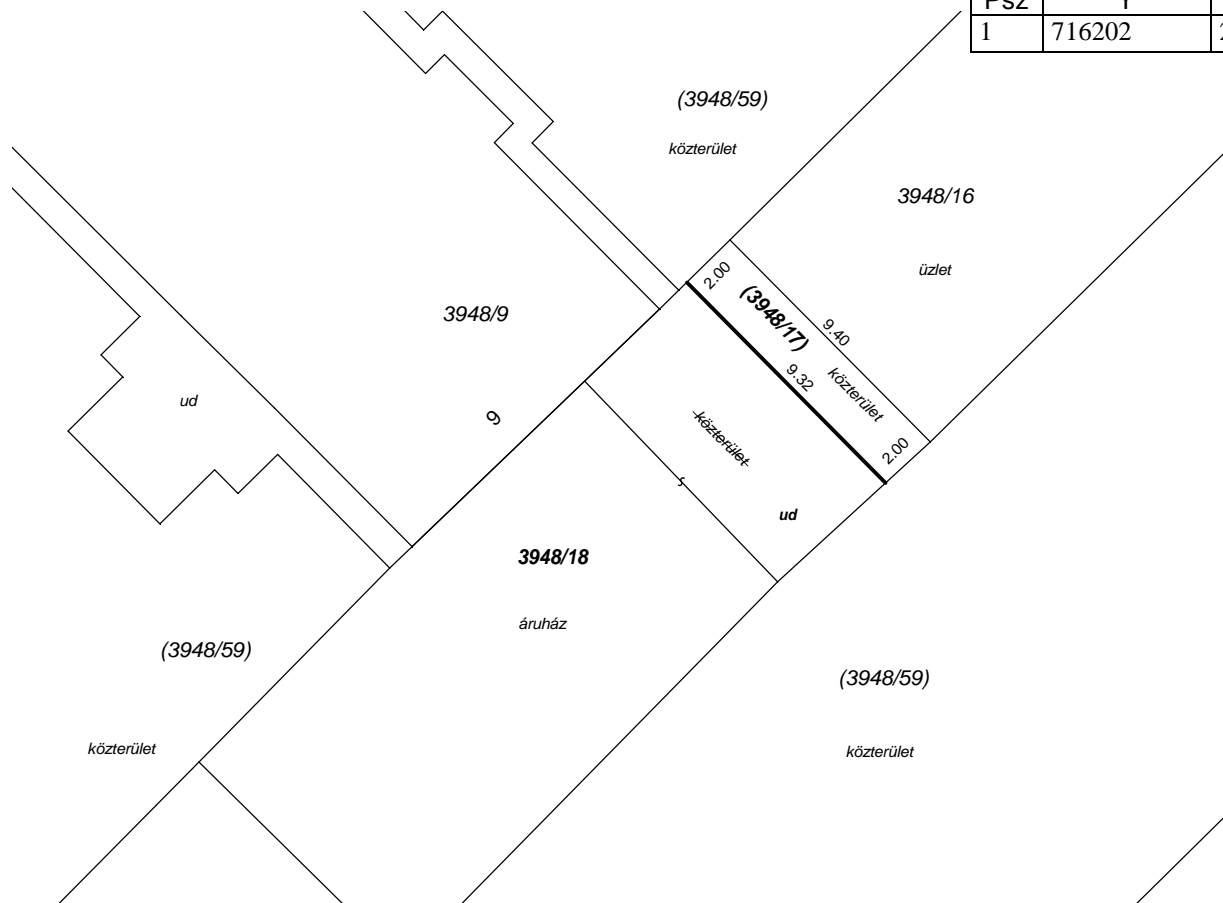 Psz Y
1 716202 2
(3948/59)
közterület
3948/16
üzlet
2.00
(3948/17)
9.40
3948/9
9.32
közterület
ud
9
közterület
2.00
ud
3948/18
áruház
(3948/59)
(3948/59)
közterület
közterület